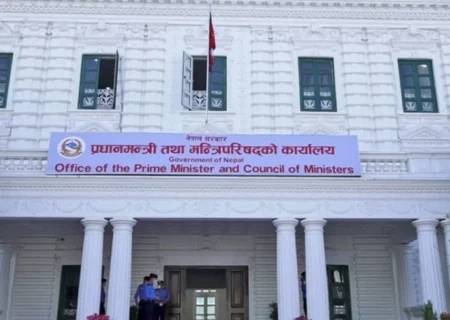 नेपाल सरकार
प्रधानमन्त्री तथा मन्त्रिपरिषद्को कार्यालय
Government of Nepal
Office of the Prime Minister and Council of Ministers